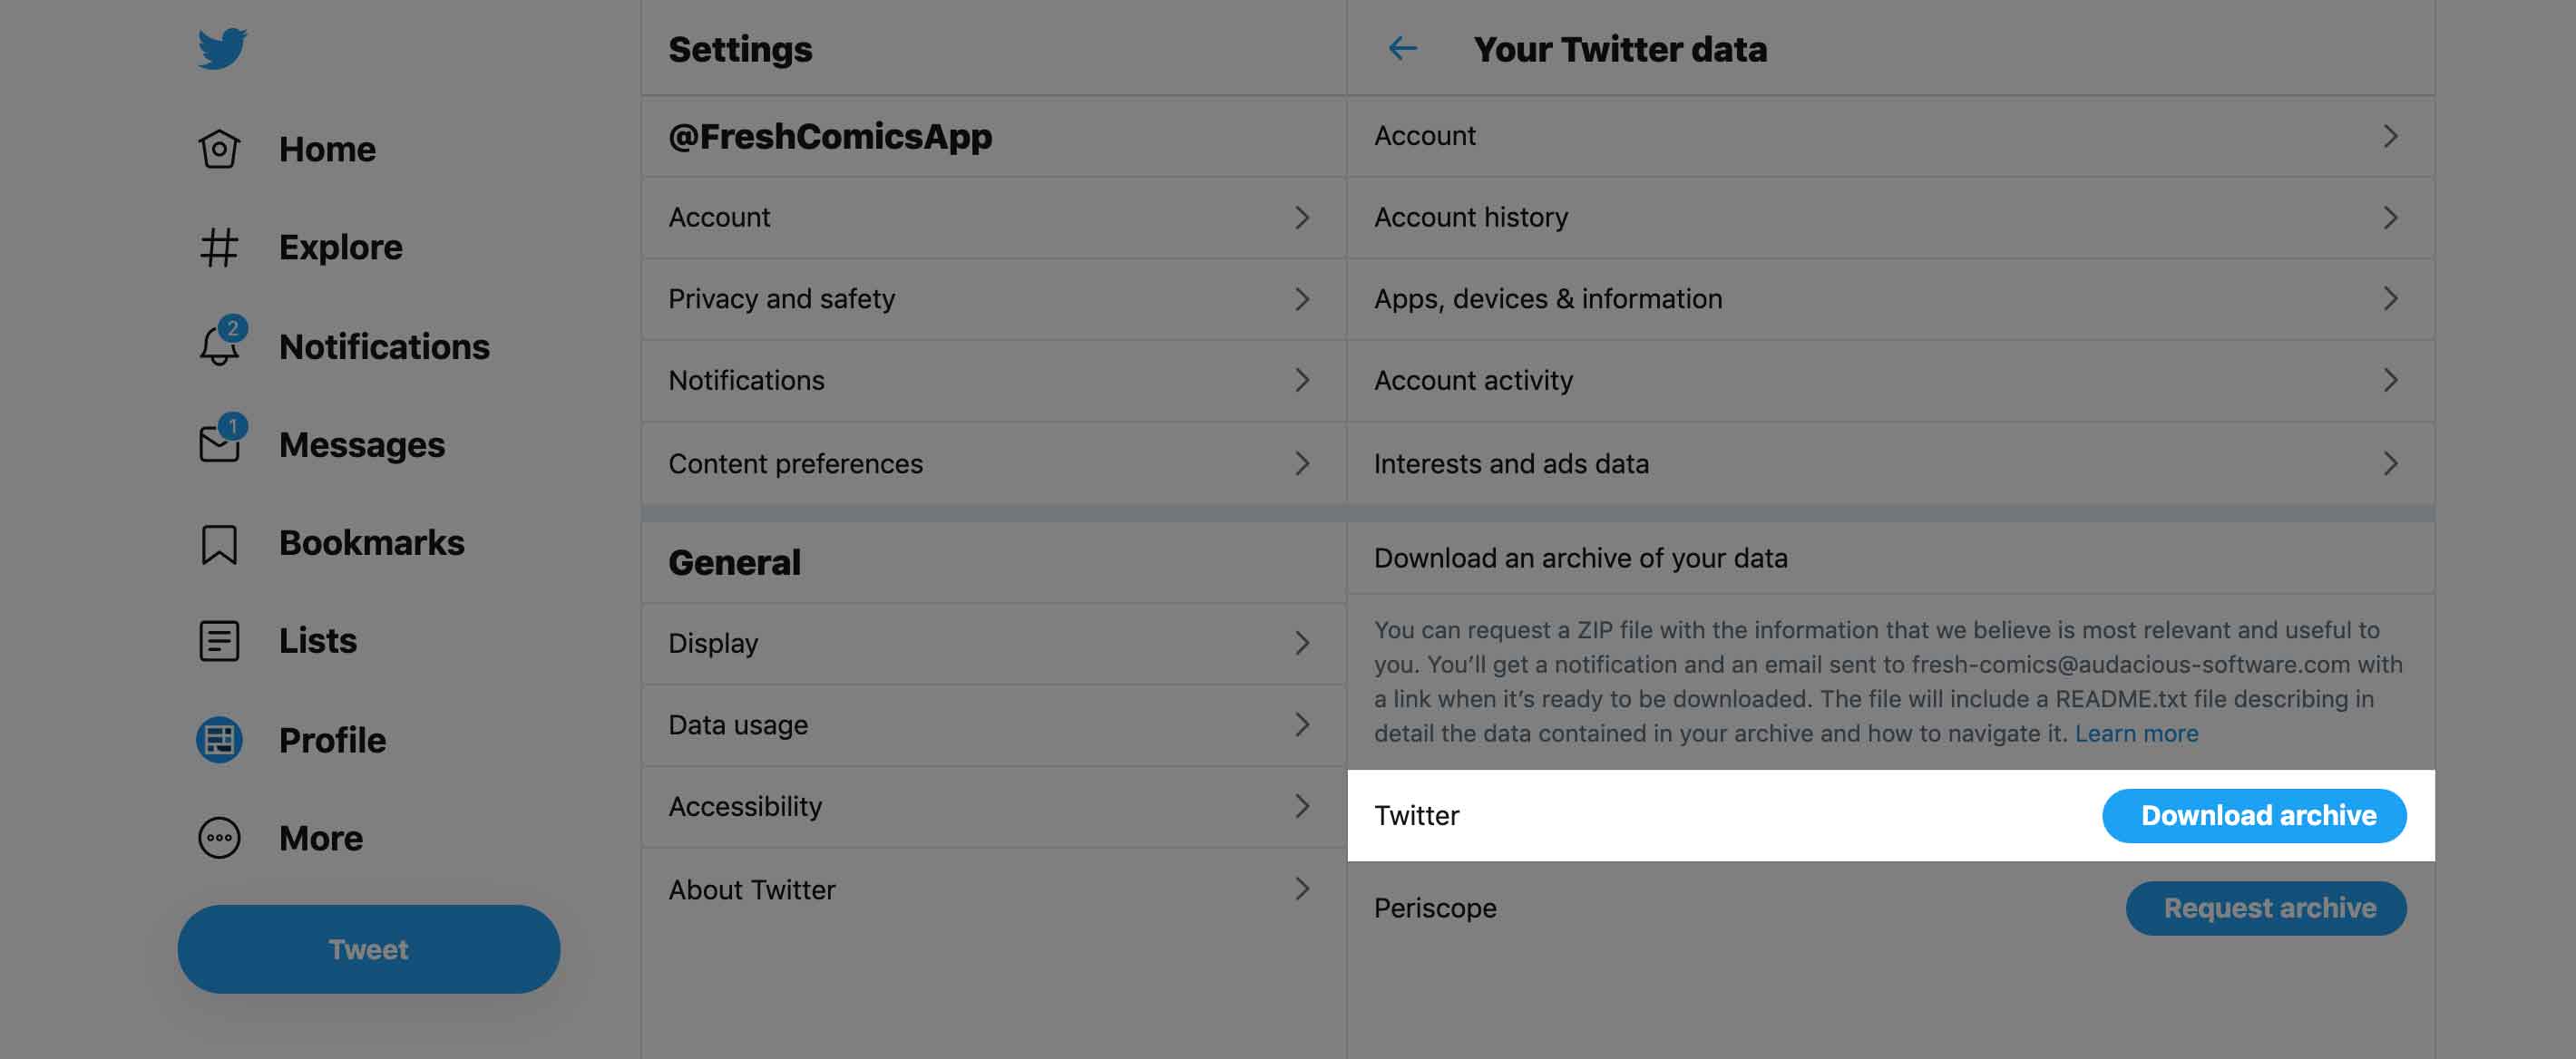 Home
Explore
2
Notifications
1
Messages
Bookmarks
Lists
Profile
More
Tweet
Settings
@FreshComicsApp
Account
Privacy and safety
Notifications
Content preferences
General
Display
Data usage
Accessibility
About Twitter
Your Twitter data
Account
Account history
Apps, devices & information
Account activity
Interests and ads data
Download an archive of your data
You can request a ZIP file with the information that we believe is most relevant and useful to
you. You’ll get a notification and an email sent to fresh-comics@audacious-software.com with
a link when it’s ready to be downloaded. The file will include a README.txt file describing in
detail the data contained in your archive and how to navigate it. Learn more
Twitter
Download archive
Periscope
Request archive